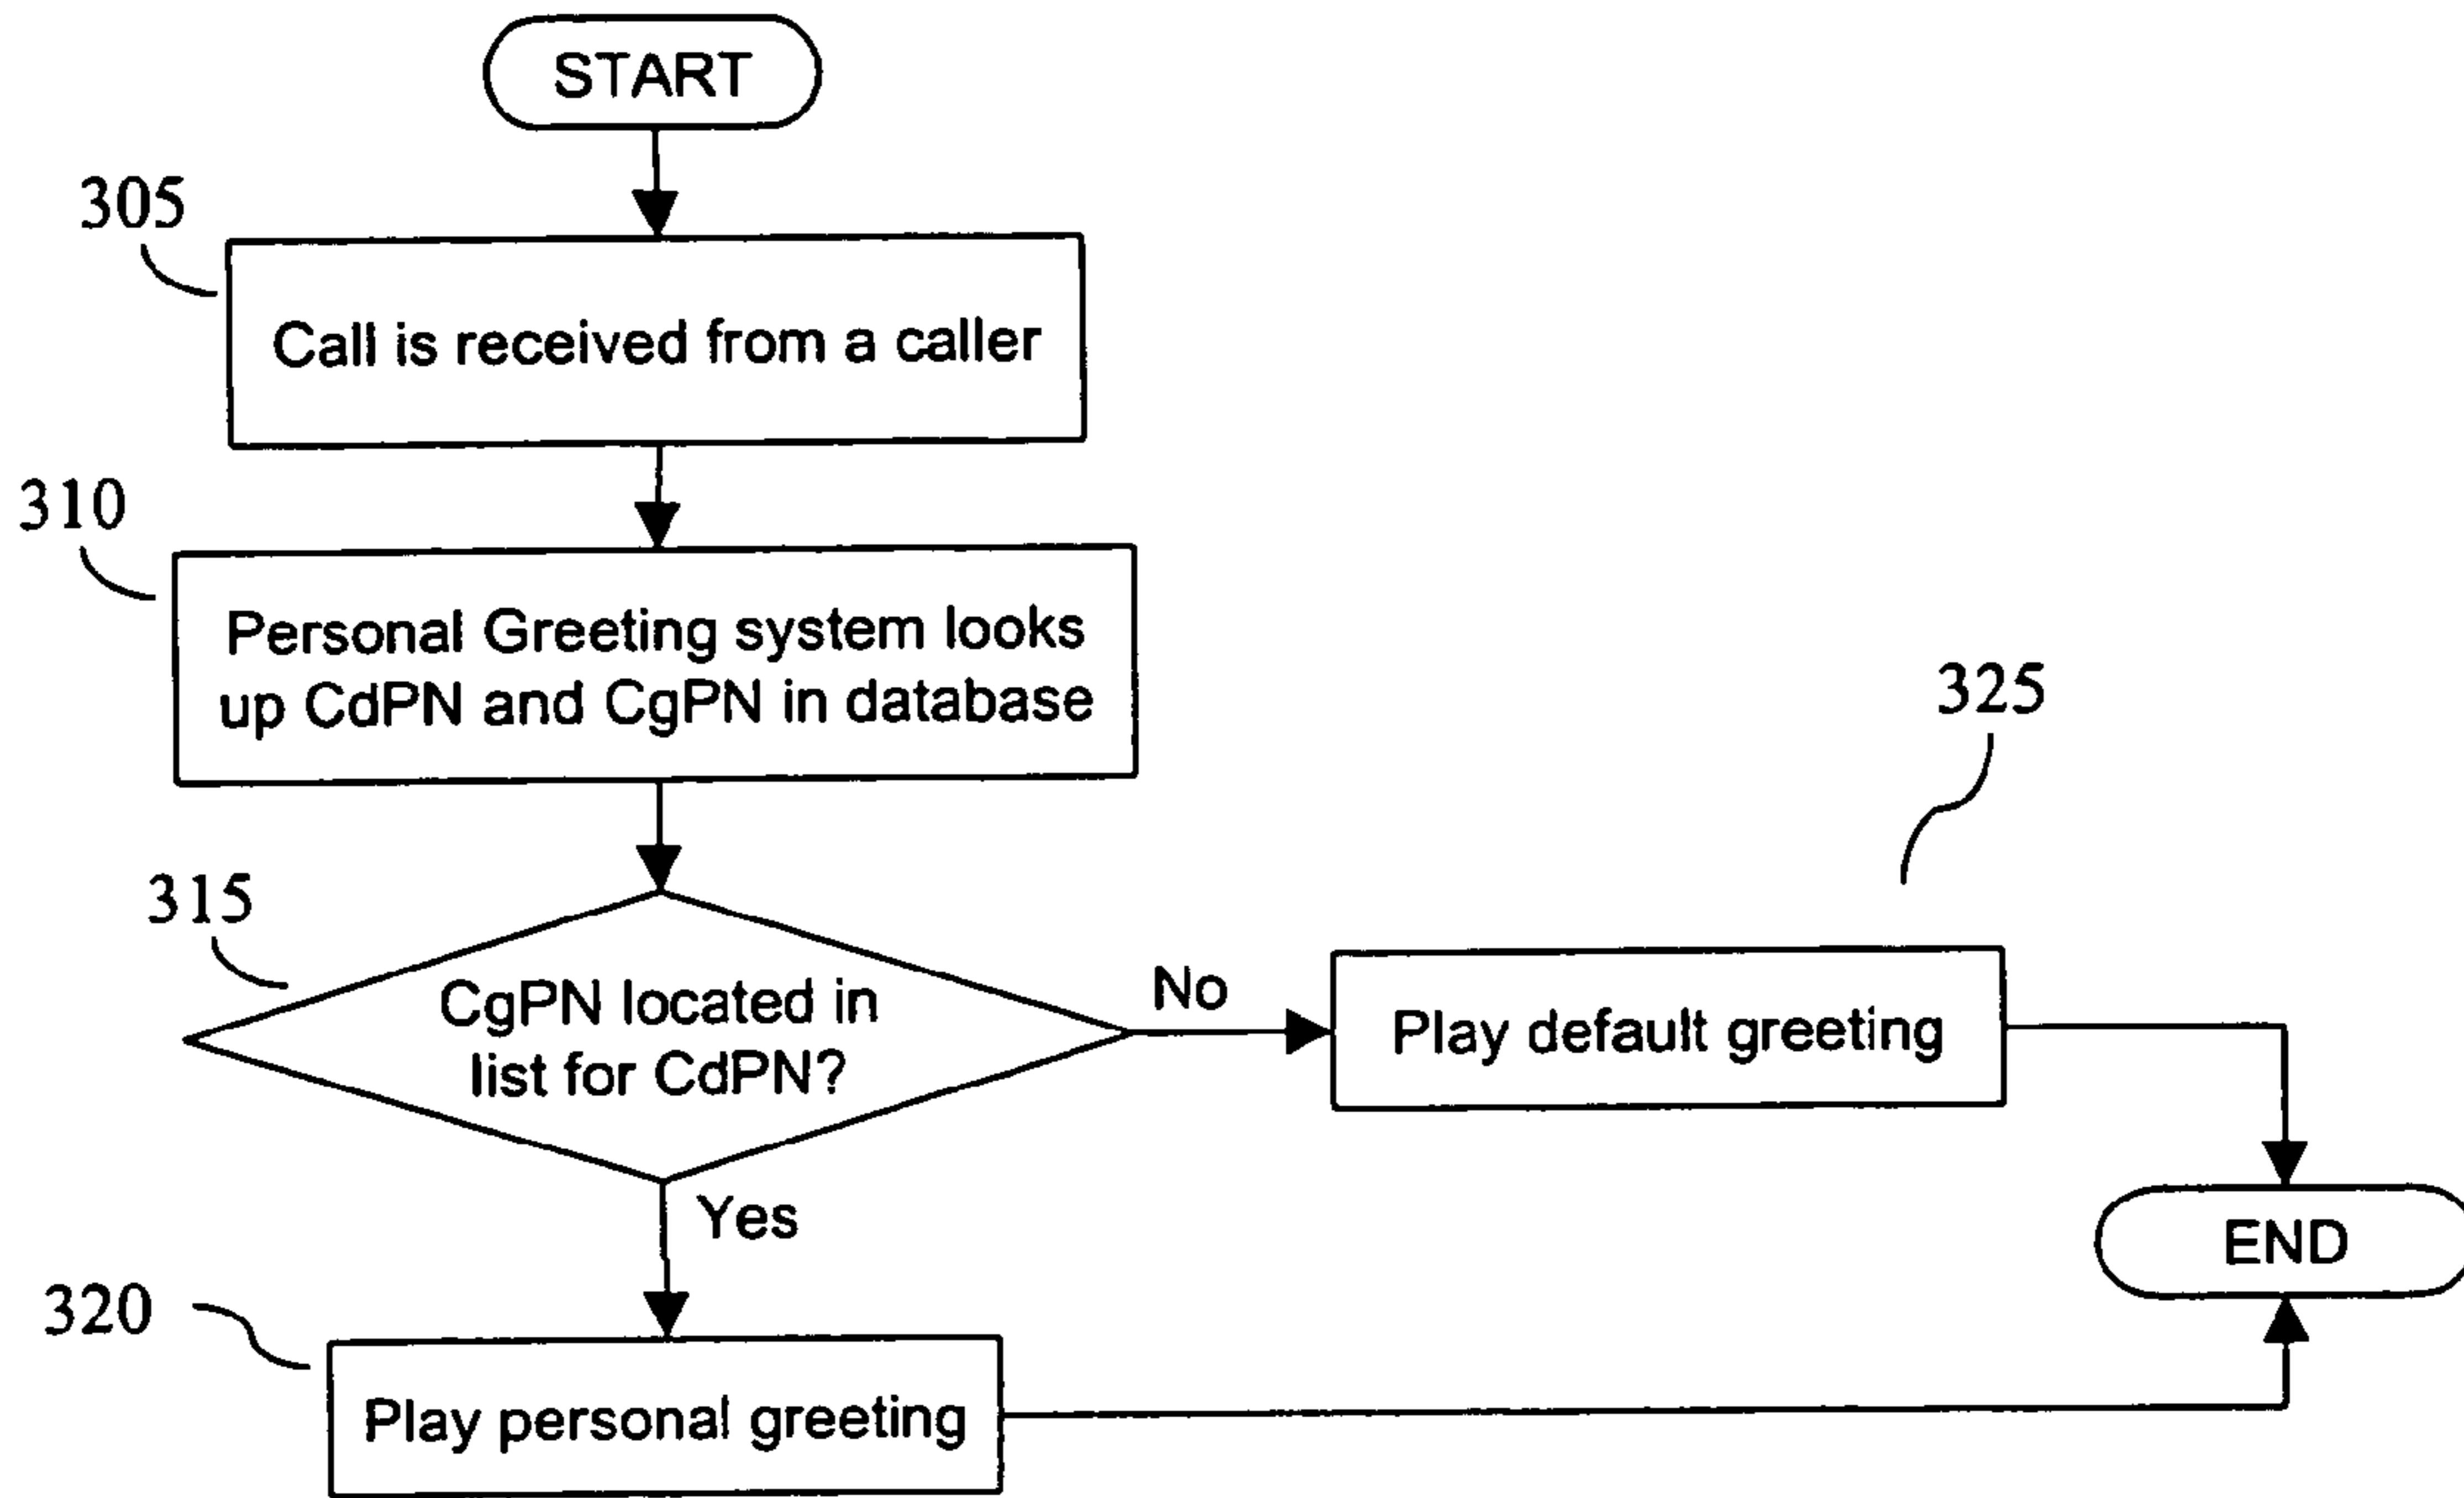 START
305
Call is received from a caller
310
Personal Greeting system looks
up CdPN and CgPN in database
325
315
CgPN located in
list for CdPN?
No
Play default greeting
Yes
END
320
Play personal greeting